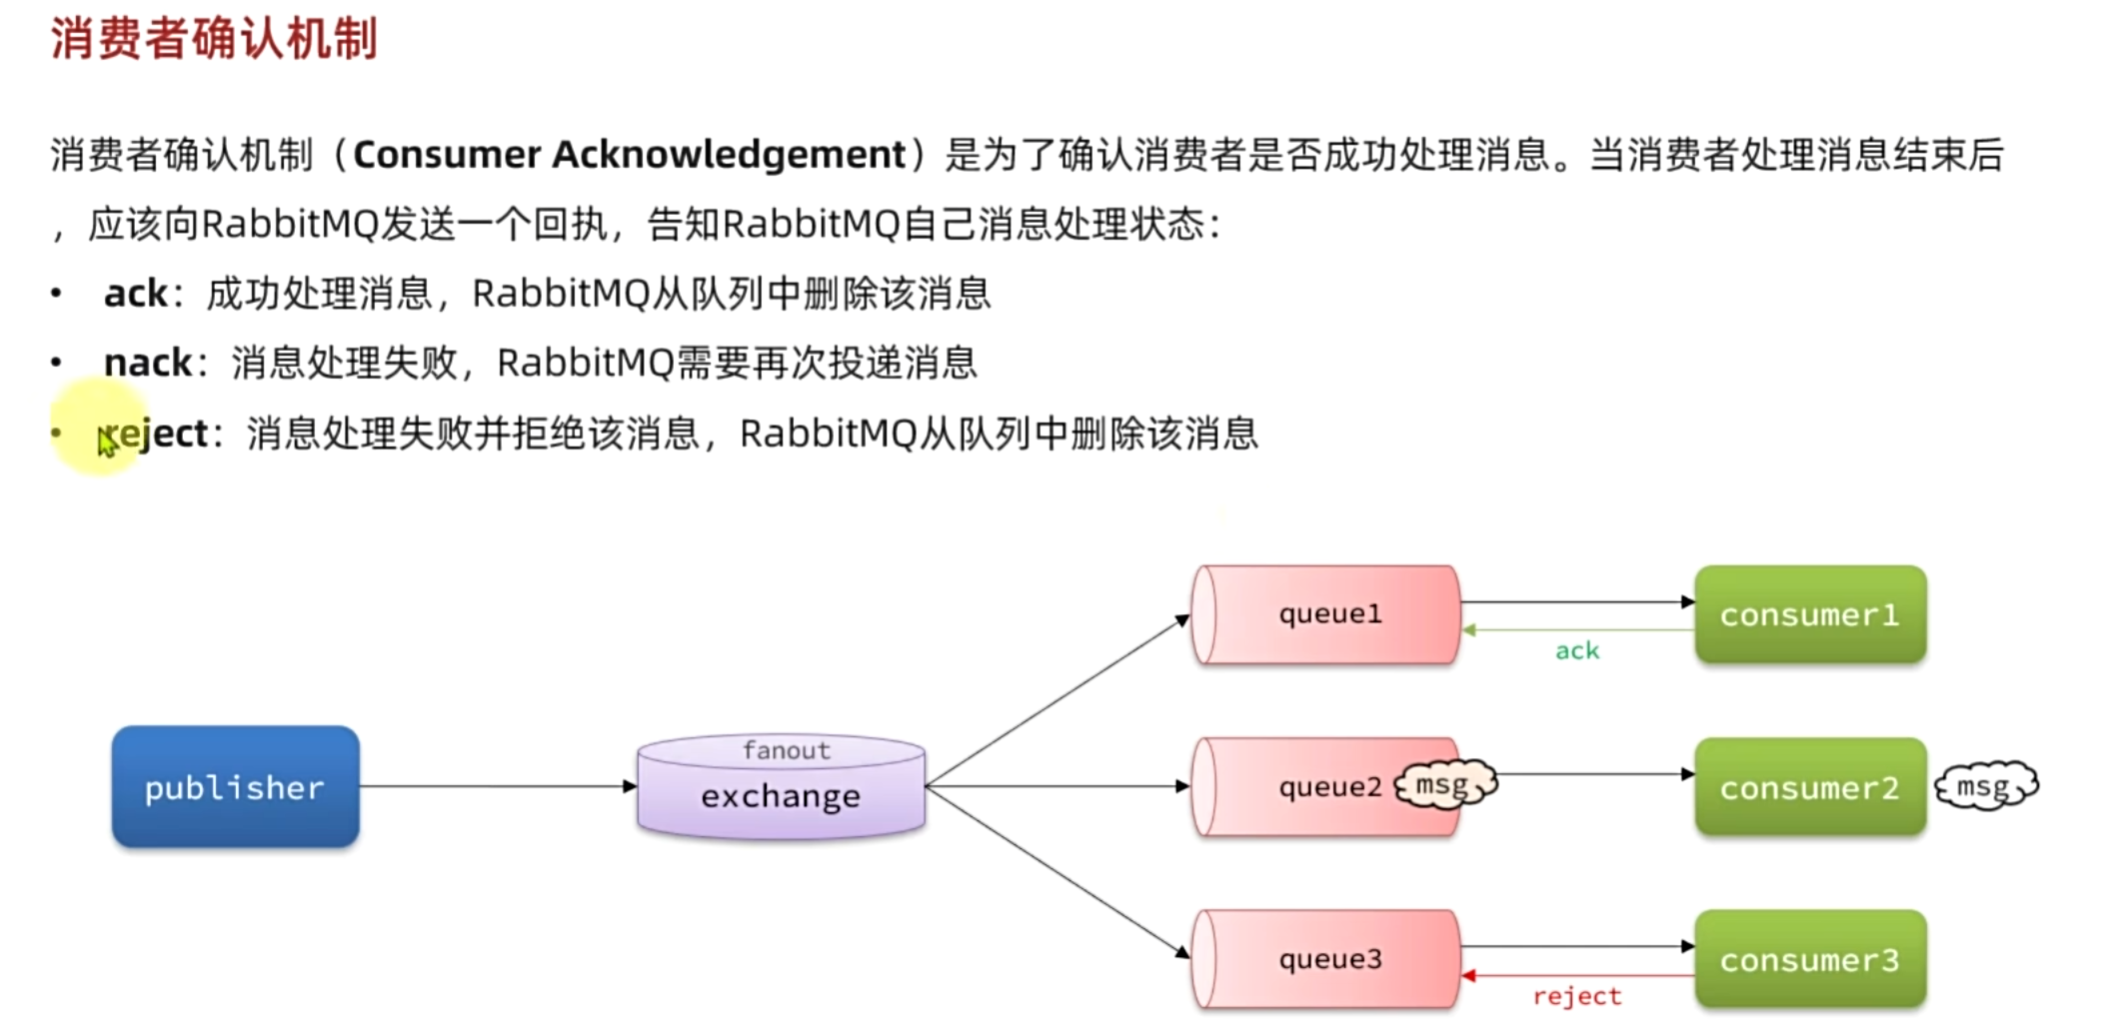 消费者确认机制
消费者确认机制（Consumer Acknowledgement）是为了确认消费者是否成功处理消息。当消费者处理消息结束后
，应该向RabbitMQ发送一个回执，告知RabbitMQ自己消息处理状态：
• ack：成功处理消息，RabbitMQ从队列中删除该消息
• nack：消息处理失败，RabbitMQ需要再次投递消息
• reject：消息处理失败并拒绝该消息，RabbitMQ从队列中删除该消息
queue1
consumer1
ack
publisher
fanout
exchange
queue2
msg
consumer2
msg
queue3
consumer3
reject